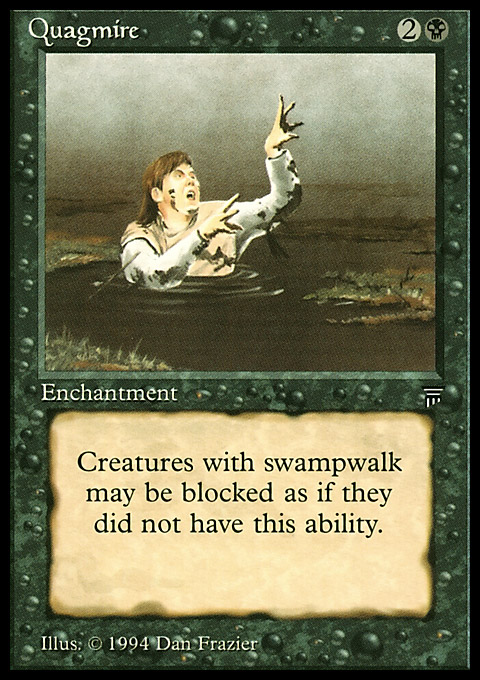 Quagmire 2
Enchantment
Creatures with swampwalk
may be blocked as if they
did not have this ability.
Illus. © 1994 Dan Frazier